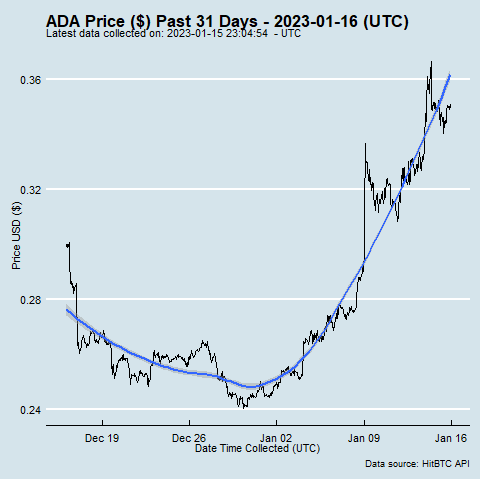 ADA Price ($) Past 31 Days - 2023-01-16 (UTC)
Latest data collected on: 2023-01-15 23:04:54  - UTC
0.36
0.32
0.28
0.24
Price USD ($)
Dec 19
Dec 26
Jan 02
Jan 09
Jan 16
Date Time Collected (UTC)
Data source: HitBTC API